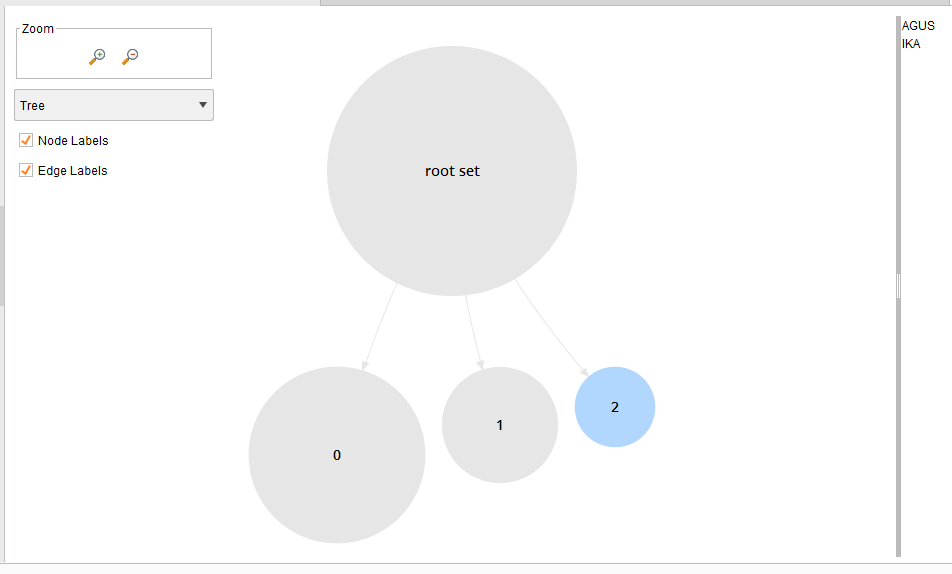 Zoom
Tree
Node Labels
Edge Labels
root set
0
1
2
AGUS
IKA